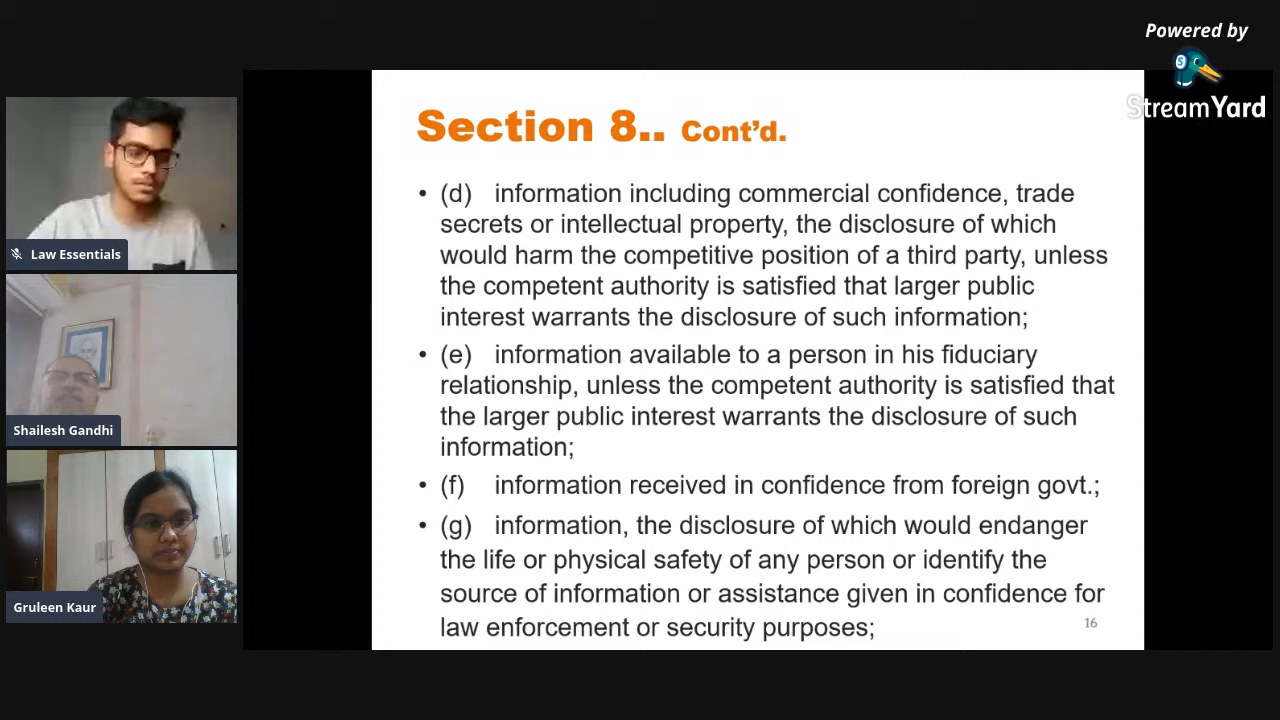 Powered by
StreamYard
Law Essentials
Shailesh Gandhi
Gruleen Kaur
Section 8.. Cont’d.
• (d) information including commercial confidence, trade
secrets or intellectual property, the disclosure of which
would harm the competitive position of a third party, unless
the competent authority is satisfied that larger public
interest warrants the disclosure of such information;
• (e) information available to a person in his fiduciary
relationship, unless the competent authority is satisfied that
the larger public interest warrants the disclosure of such
information;
• (f) information received in confidence from foreign govt.;
• (g) information, the disclosure of which would endanger
the life or physical safety of any person or identify the
source of information or assistance given in confidence for
law enforcement or security purposes;
16